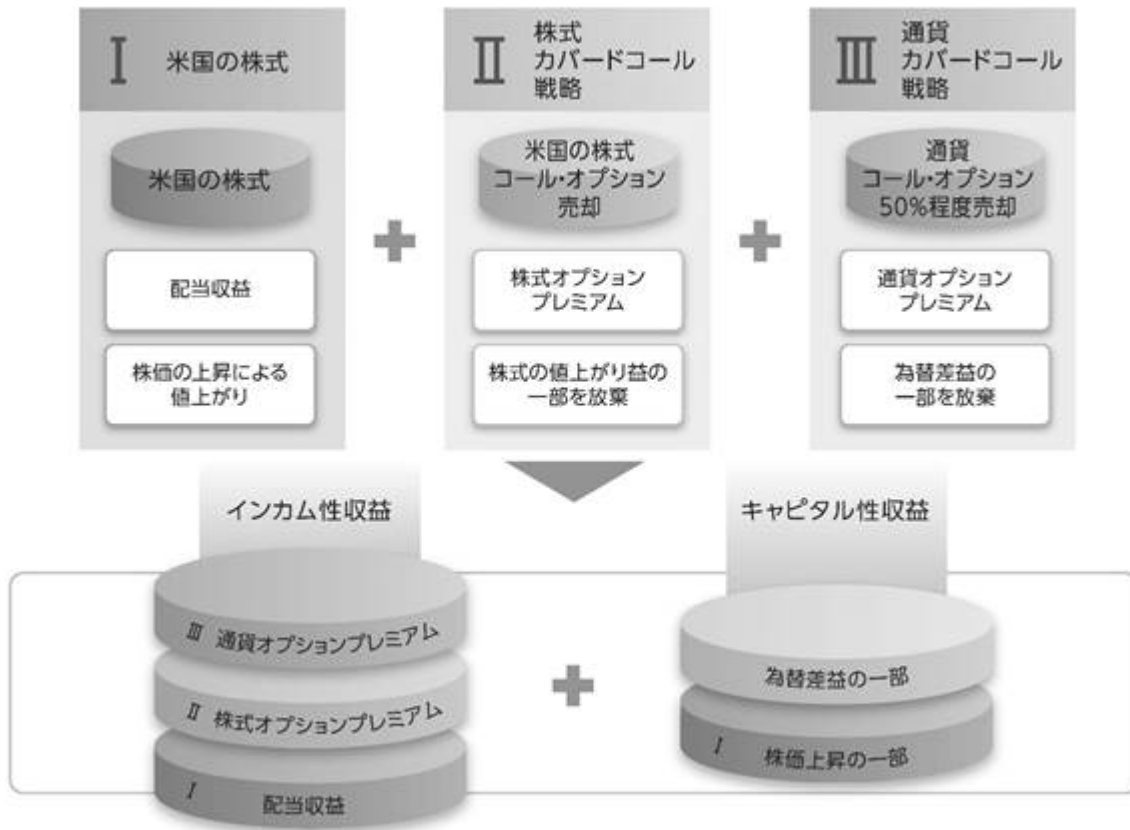 Ⅰ 米国の株式
米国の株式
配当収益
株価の上昇による
値上がり
Ⅱ 株式
カバードコール
戦略
米国の株式
コール・オプション
売却
株式オプション
プレミアム
株式の値上がり益の
一部を放棄
Ⅲ 通貨
カバードコール
戦略
通貨
コール・オプション
50%程度売却
通貨オプション
プレミアム
為替差益の
一部を放棄
インカム性収益
Ⅲ 通貨オプションプレミアム
Ⅱ 株式オプションプレミアム
Ⅰ 配当収益
キャピタル性収益
為替差益の一部
Ⅰ 株価上昇の一部